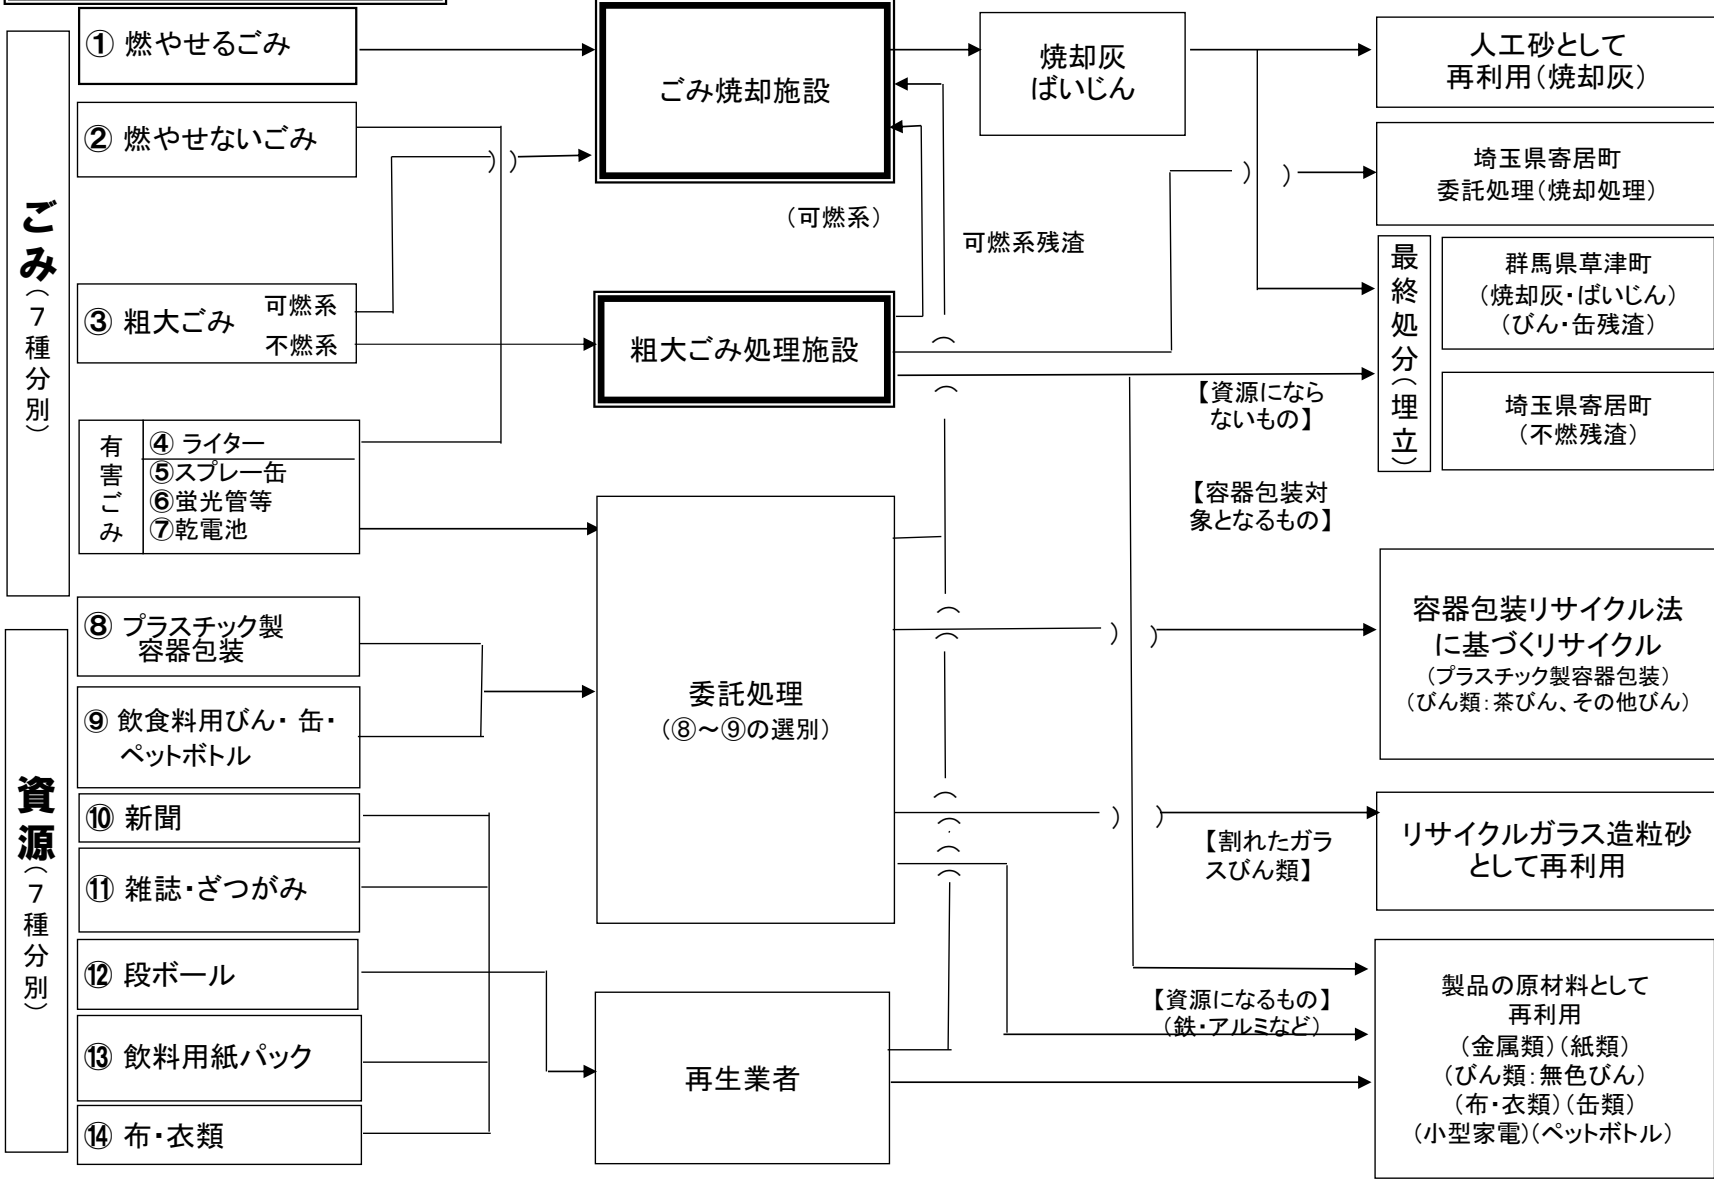 ごみ(7種分別)
① 燃やせるごみ
② 燃やせないごみ
③ 粗大ごみ 可燃系
不燃系
有害ごみ
④ ライター
⑤スプレー缶
⑥蛍光管等
⑦乾電池
資源(7種分別)
⑧ プラスチック製
容器包装
⑨ 飲食料用びん・ 缶・
ペットボトル
⑩ 新聞
⑪ 雑誌・ざつがみ
⑫ 段ボール
⑬ 飲料用紙パック
⑭ 布・衣類
ごみ焼却施設
(可燃系)
可燃系残渣
粗大ごみ処理施設
委託処理
(⑧～⑨の選別)
再生業者
焼却灰
ばいじん
【資源になら
ないもの】
【容器包装対
象となるもの】
【割れたガラ
スびん類】
【資源になるもの】
(鉄・アルミなど)
人工砂として
再利用(焼却灰)
埼玉県寄居町
委託処理(焼却処理)
最終処分(埋立)
群馬県草津町
(焼却灰・ばいじん)
(びん・缶残渣)
埼玉県寄居町
(不燃残渣)
容器包装リサイクル法
に基づくリサイクル
(プラスチック製容器包装)
(びん類:茶びん、その他びん)
リサイクルガラス造粒砂
として再利用
製品の原材料として
再利用
(金属類)(紙類)
(びん類:無色びん)
(布・衣類)(缶類)
(小型家電)(ペットボトル)